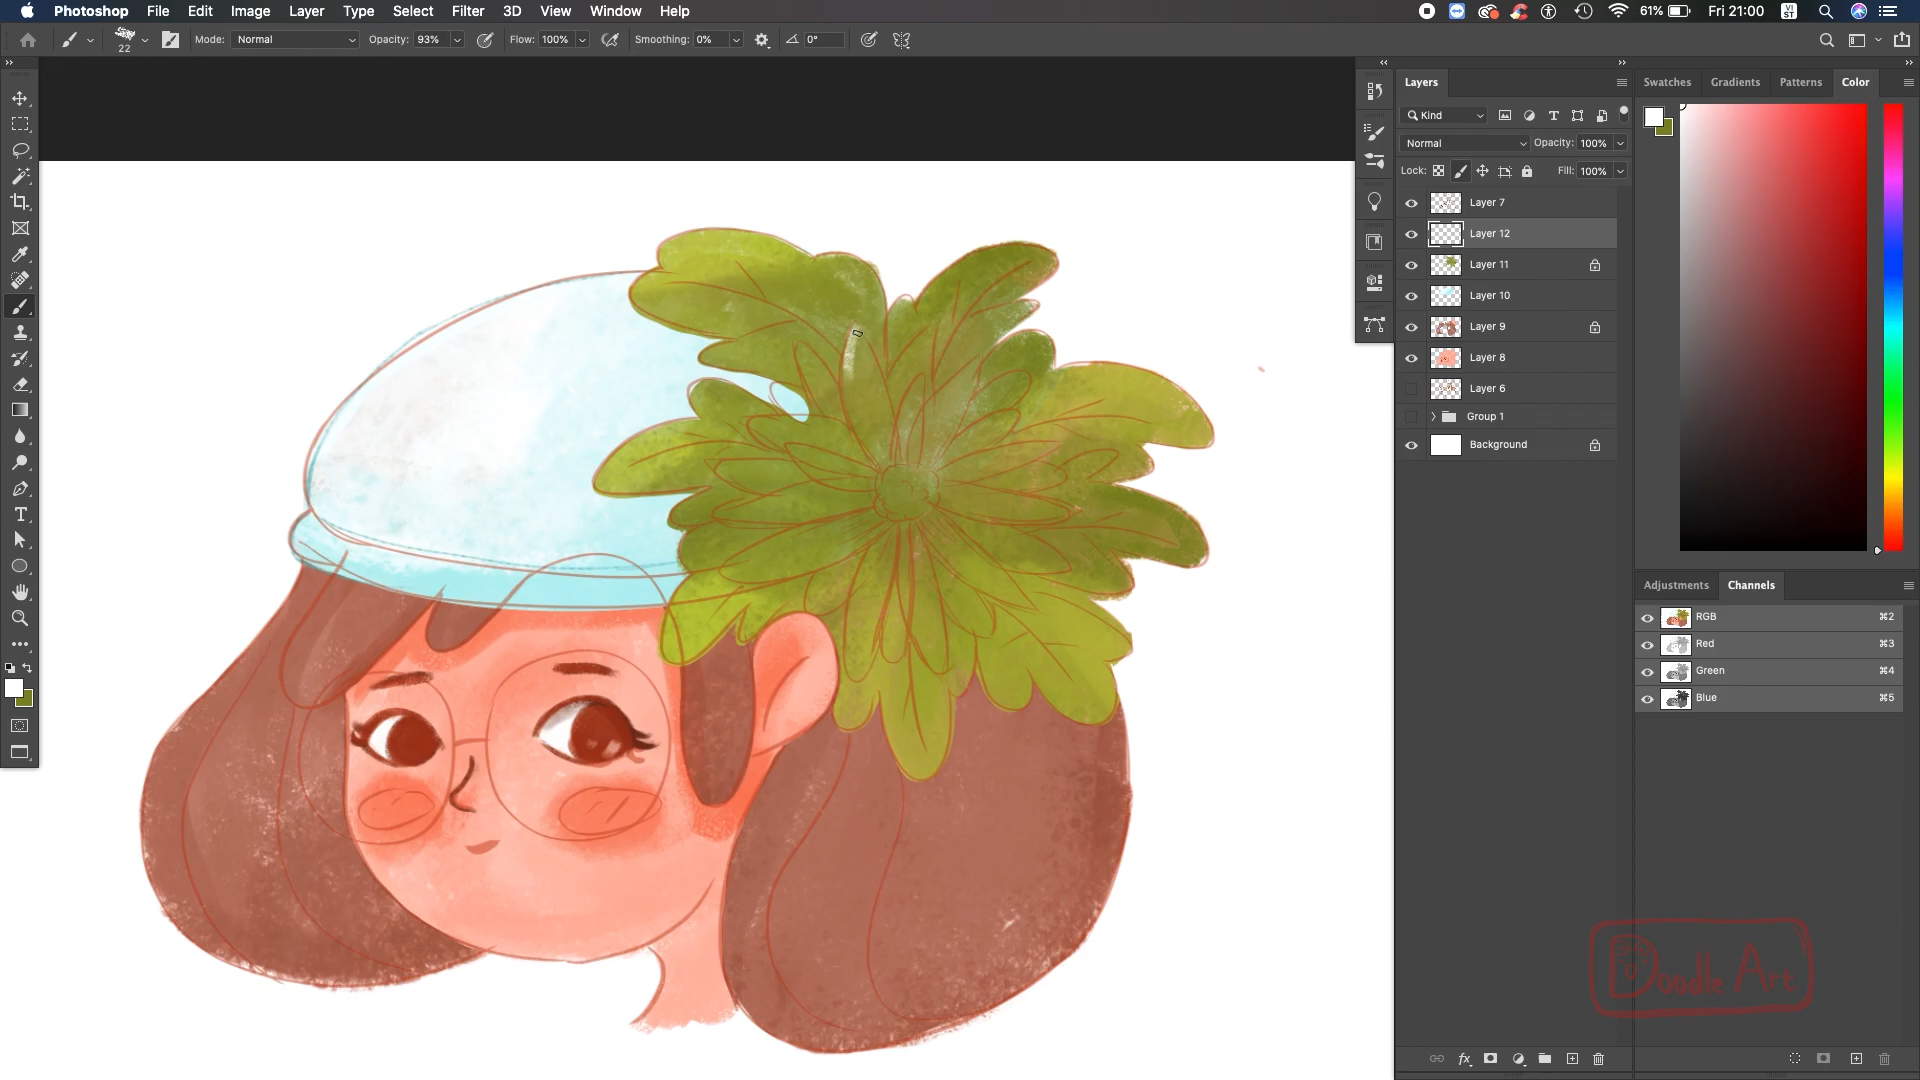 Photoshop File Edit Image Layer Type Select Filter 3D View Window Help 61% Fri 21:00 VI ST
22 Mode: Normal Opacity: 93% Flow: 100% Smoothing: 0% 0°
Layers
Kind
Normal Opacity: 100%
Lock: Fill: 100%
Layer 7
Layer 12
Layer 11
Layer 10
Layer 9
Layer 8
Layer 6
Group 1
Background
fx
Swatches Gradients Patterns Color
Adjustments Channels
RGB ⌘2
Red ⌘3
Green ⌘4
Blue ⌘5
Doodle Art